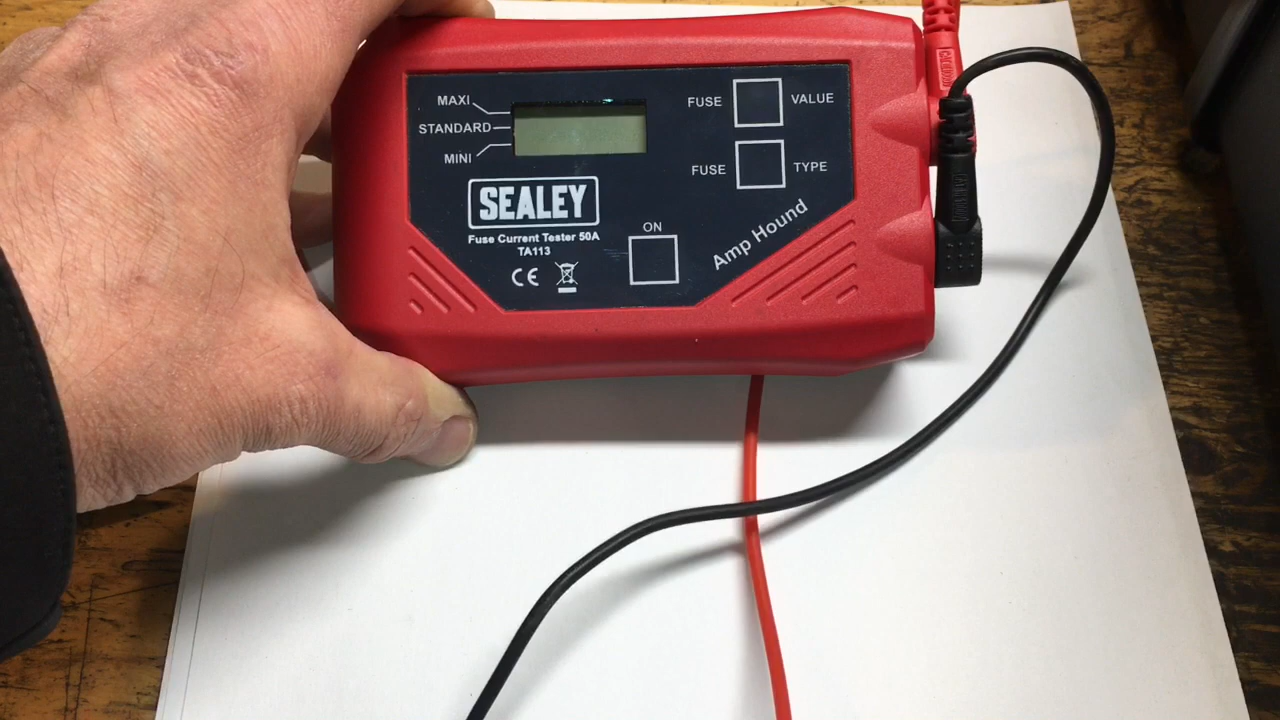 MAXI
STANDARD
MINI
FUSE VALUE
FUSE TYPE
SEALEY
Fuse Current Tester 50A
TA113
CE
ON
Amp Hound